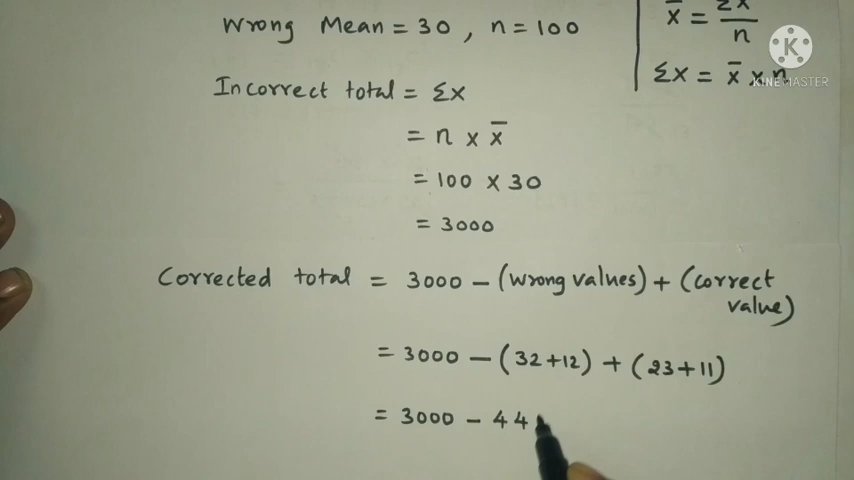 Wrong Mean = 30 , n = 100
x̄ = Σx / n
Σx = x̄ × n
KINEMASTER
Incorrect total = Σx
= n × x̄
= 100 × 30
= 3000
Corrected total = 3000 - (wrong values) + (correct
value)
= 3000 - (32+12) + (23+11)
= 3000 - 44